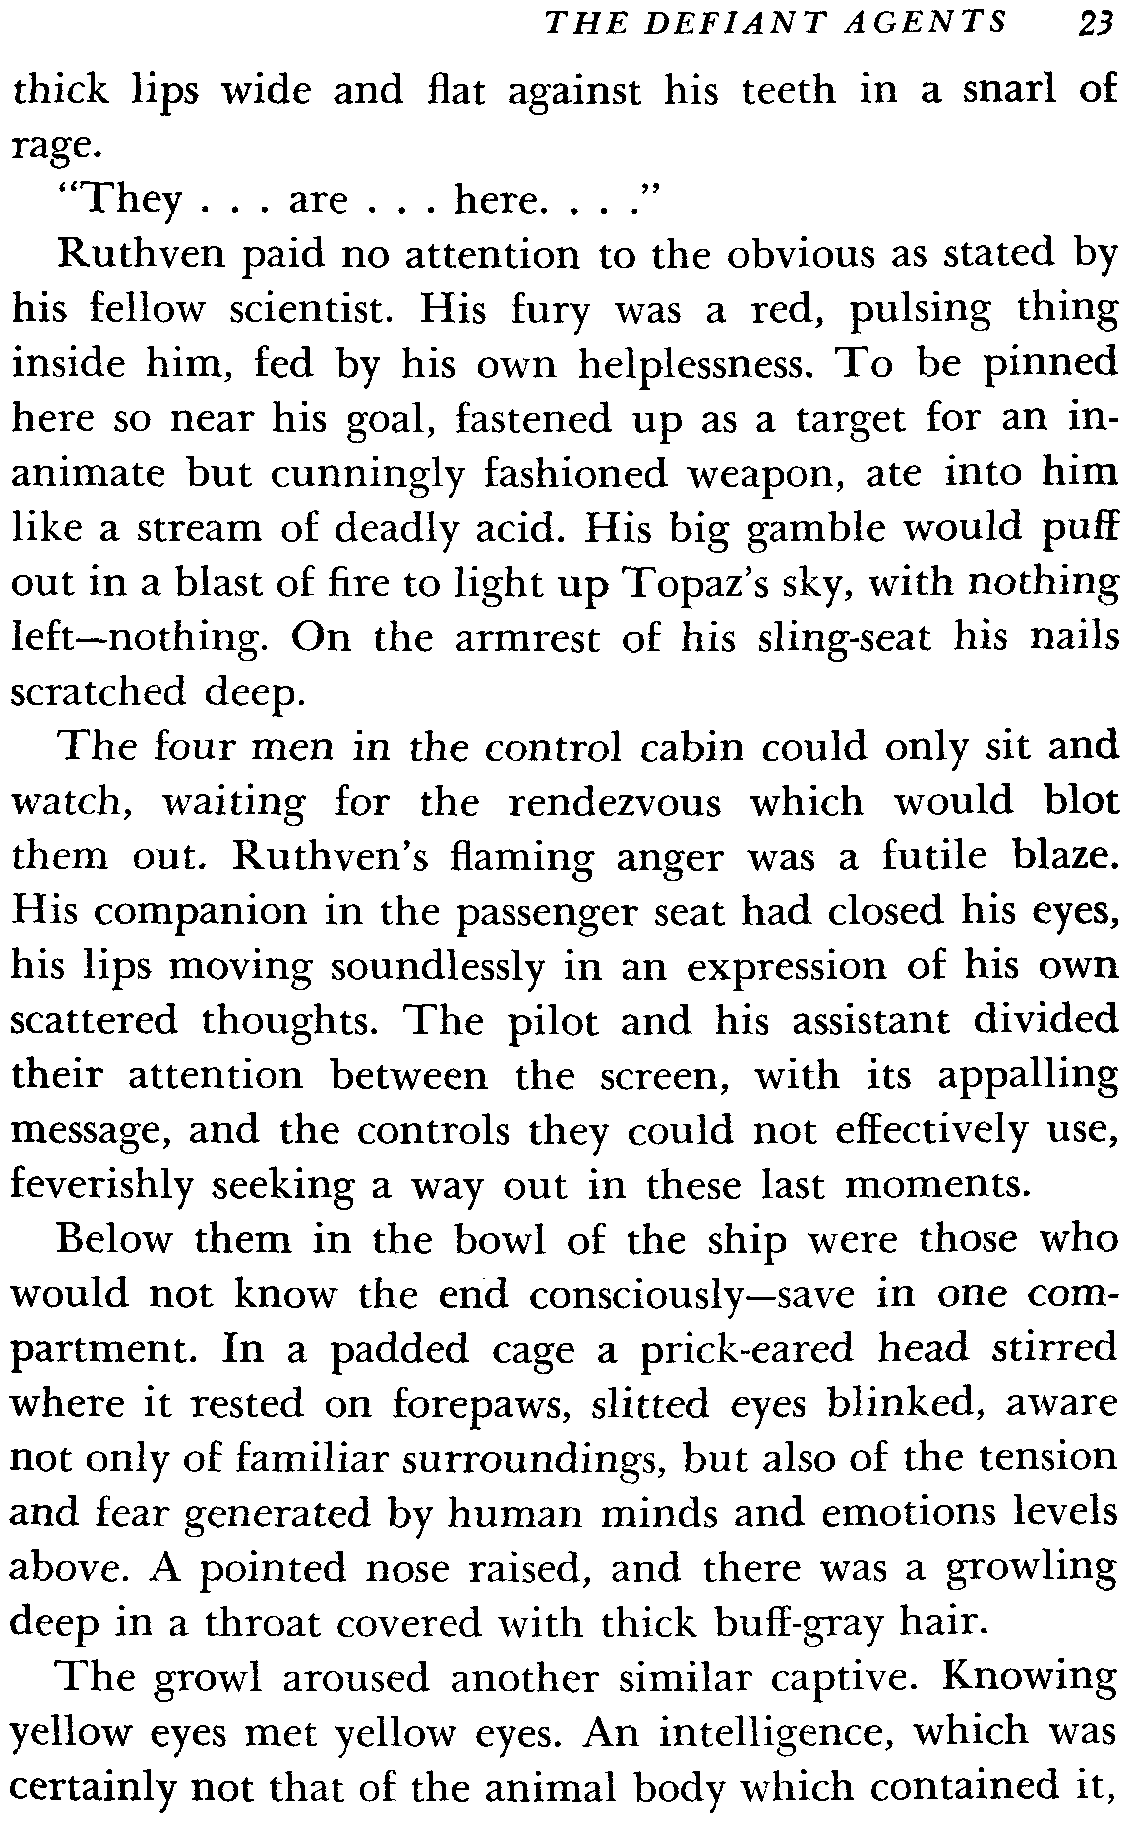 THE DEFIANT AGENTS 23
thick lips wide and flat against his teeth in a snarl of
rage.
“They . . . are . . . here. . . .”
Ruthven paid no attention to the obvious as stated by
his fellow scientist. His fury was a red, pulsing thing
inside him, fed by his own helplessness. To be pinned
here so near his goal, fastened up as a target for an in-
animate but cunningly fashioned weapon, ate into him
like a stream of deadly acid. His big gamble would puff
out in a blast of fire to light up Topaz’s sky, with nothing
left—nothing. On the armrest of his sling-seat his nails
scratched deep.
The four men in the control cabin could only sit and
watch, waiting for the rendezvous which would blot
them out. Ruthven’s flaming anger was a futile blaze.
His companion in the passenger seat had closed his eyes,
his lips moving soundlessly in an expression of his own
scattered thoughts. The pilot and his assistant divided
their attention between the screen, with its appalling
message, and the controls they could not effectively use,
feverishly seeking a way out in these last moments.
Below them in the bowl of the ship were those who
would not know the end consciously—save in one com-
partment. In a padded cage a prick-eared head stirred
where it rested on forepaws, slitted eyes blinked, aware
not only of familiar surroundings, but also of the tension
and fear generated by human minds and emotions levels
above. A pointed nose raised, and there was a growling
deep in a throat covered with thick buff-gray hair.
The growl aroused another similar captive. Knowing
yellow eyes met yellow eyes. An intelligence, which was
certainly not that of the animal body which contained it,